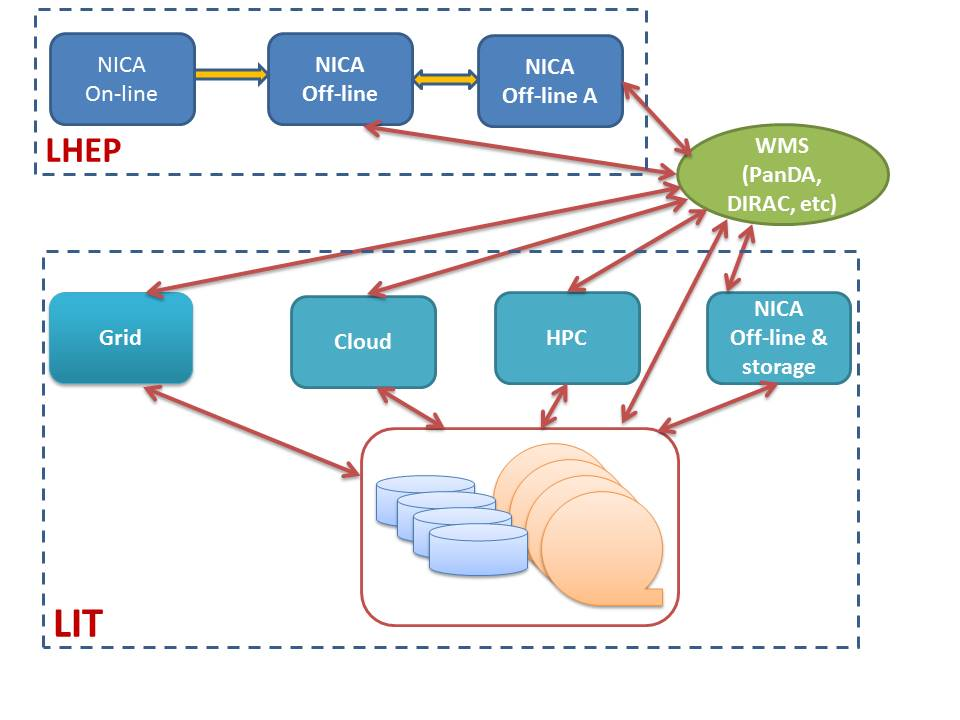 NICA
On-line
NICA
Off-line
NICA
Off-line A
LHEP
WMS
(PanDA,
DIRAC, etc)
Grid
Cloud
HPC
NICA
Off-line &
storage
LIT